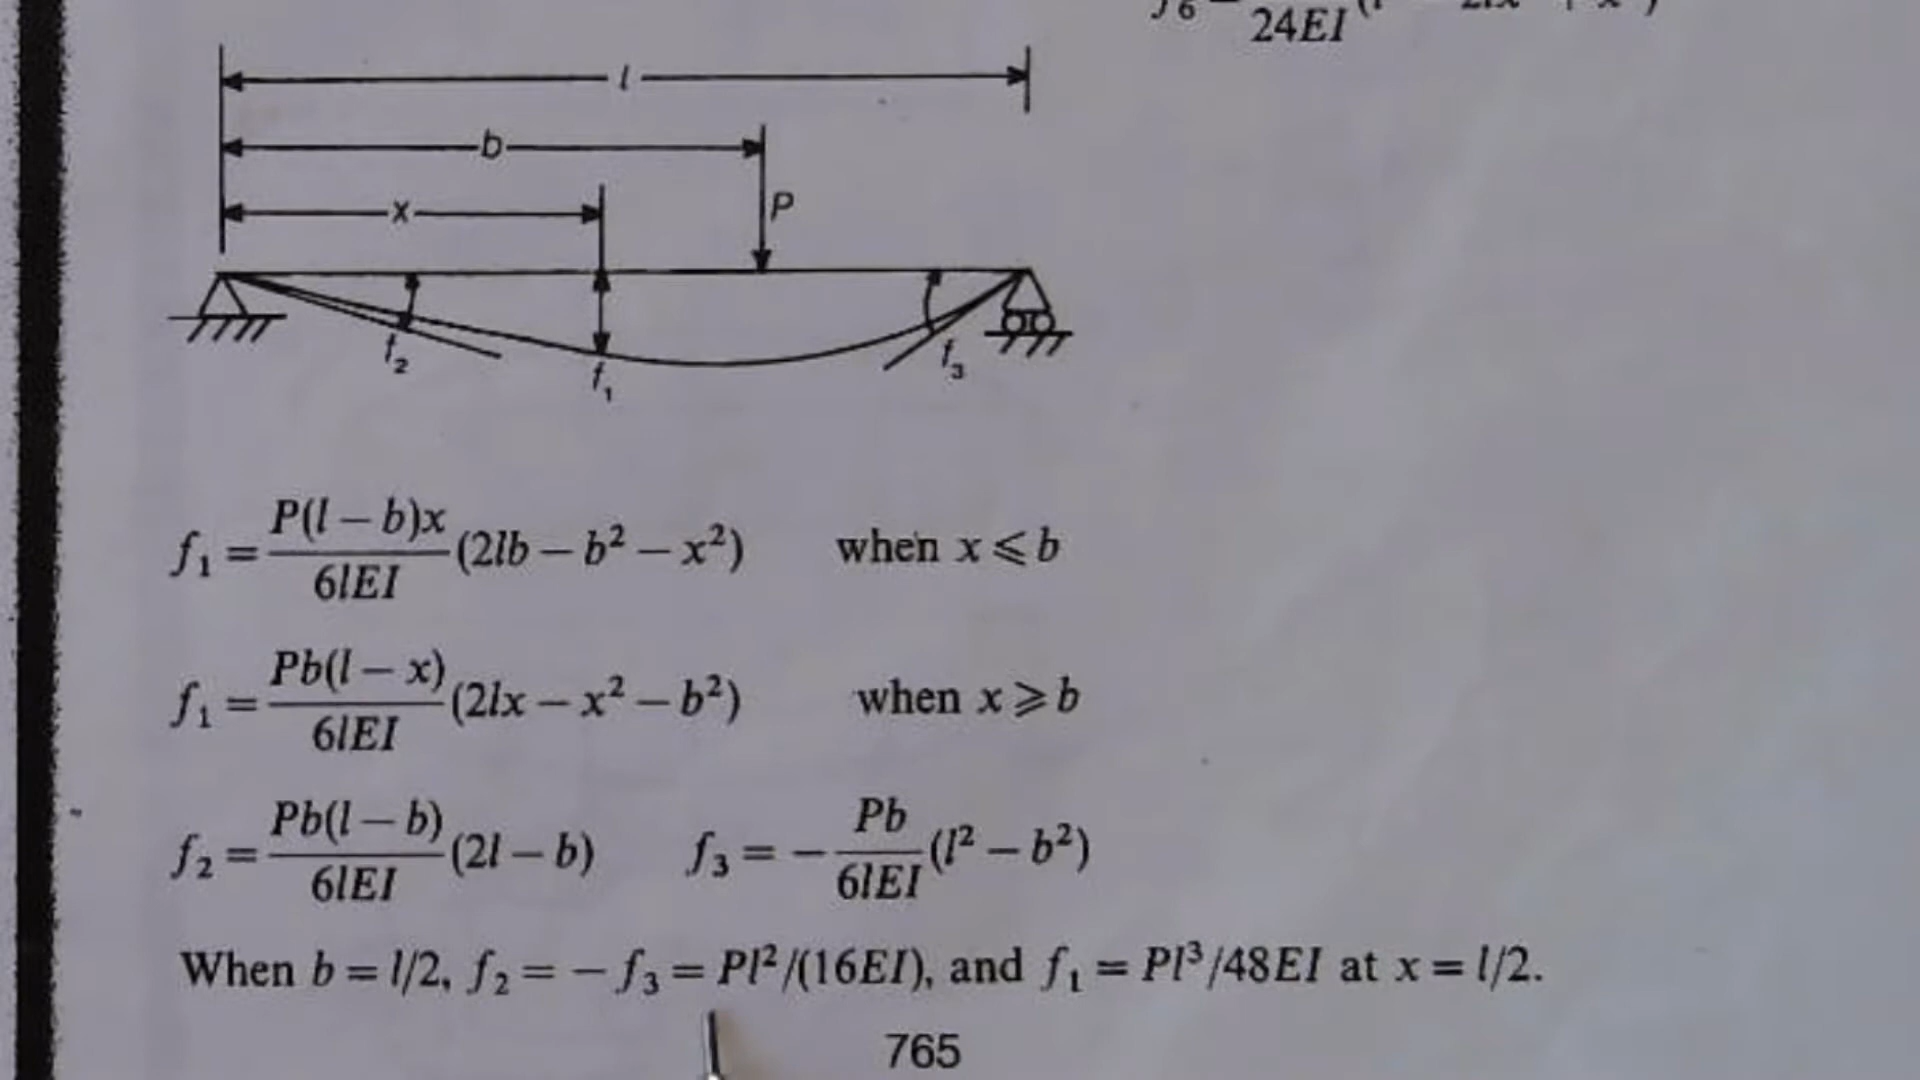 24EI
l
b
x
P
f₂
f₁
f₃
f₁ = P(l − b)x/6lEI (2lb − b² − x²) when x ⩽ b
f₁ = Pb(l − x)/6lEI (2lx − x² − b²) when x ⩾ b
f₂ = Pb(l − b)/6lEI (2l − b) f₃ = − Pb/6lEI (l² − b²)
When b = l/2, f₂ = − f₃ = Pl²/(16EI), and f₁ = Pl³/48EI at x = l/2.
765